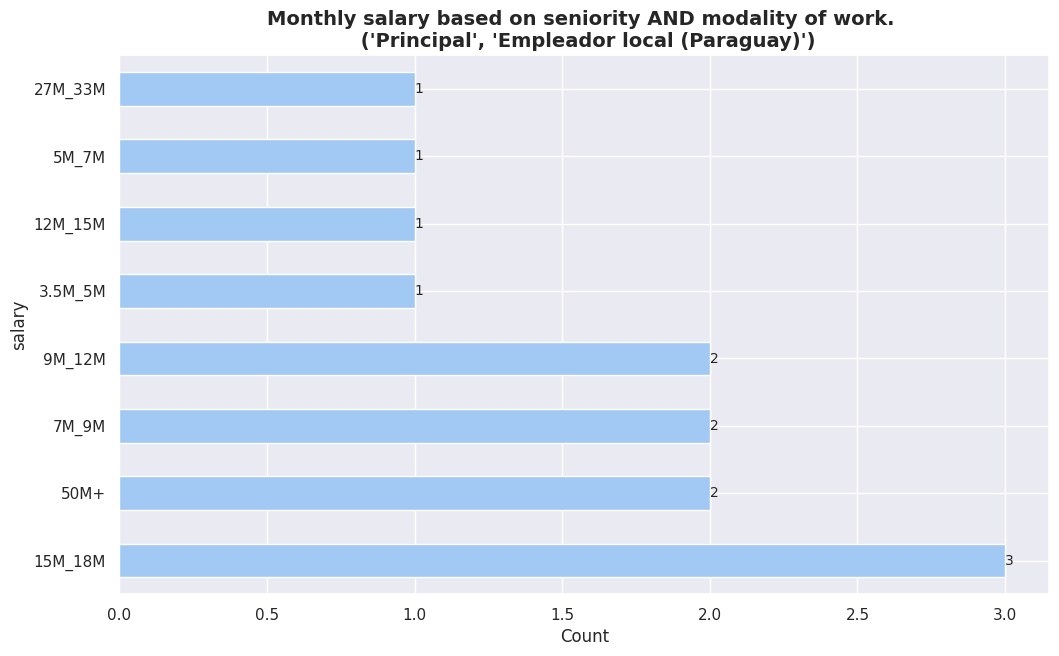 Monthly salary based on seniority AND modality of work.
('Principal', 'Empleador local (Paraguay)')
salary
27M_33M
1
5M_7M
1
12M_15M
1
3.5M_5M
1
9M_12M
2
7M_9M
2
50M+
2
15M_18M
3
0.0 0.5 1.0 1.5 2.0 2.5 3.0
Count